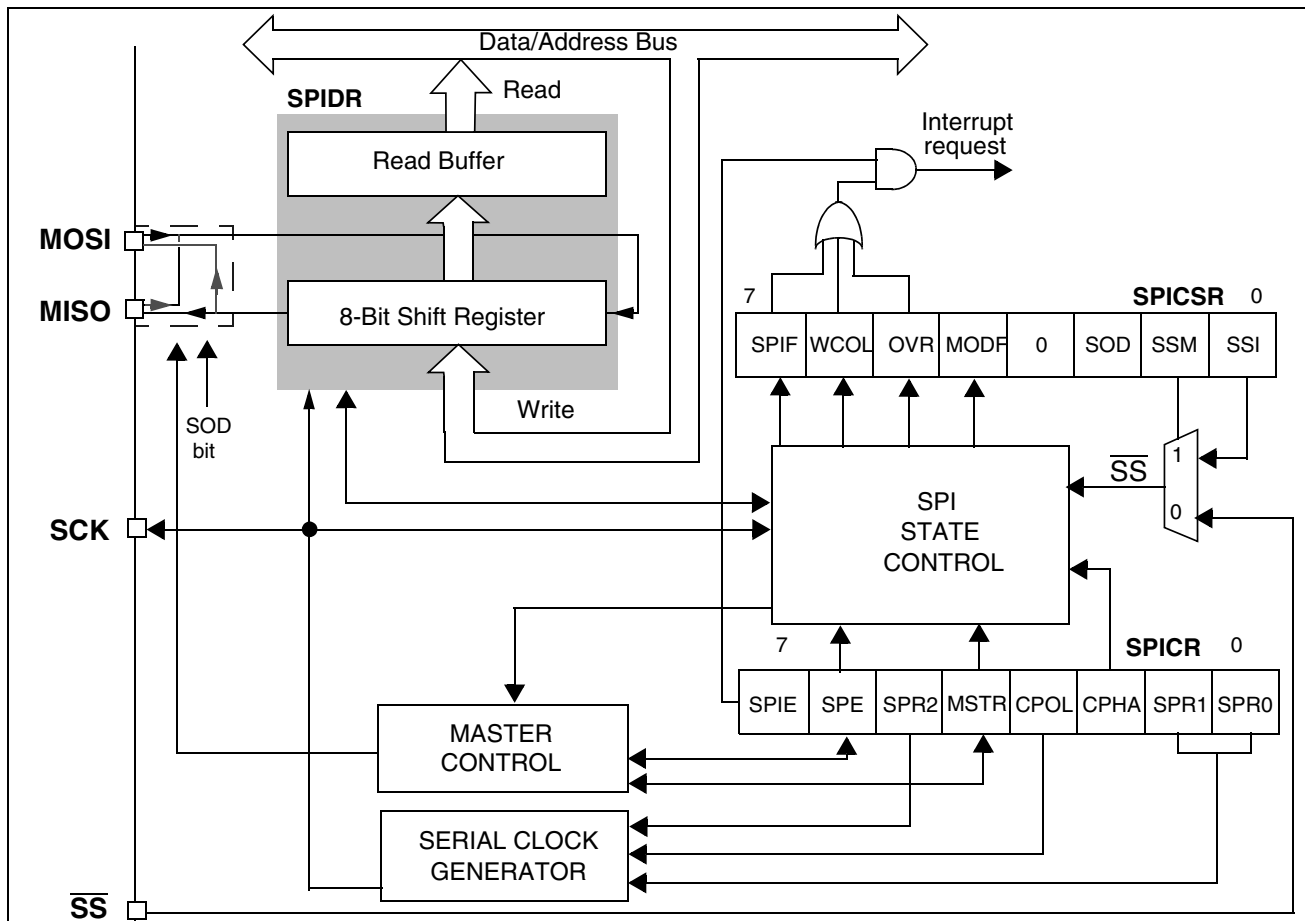 Data/Address Bus
SPIDR
Read
Read Buffer
Interrupt
request
MOSI
MISO
8-Bit Shift Register
7 SPICSR 0
SPIF WCOL OVR MODF 0 SOD SSM SSI
Write
SOD
bit
SS
1
0
SCK
SPI
STATE
CONTROL
7 SPICR 0
SPIE SPE SPR2 MSTR CPOL CPHA SPR1 SPR0
MASTER
CONTROL
SERIAL CLOCK
GENERATOR
SS